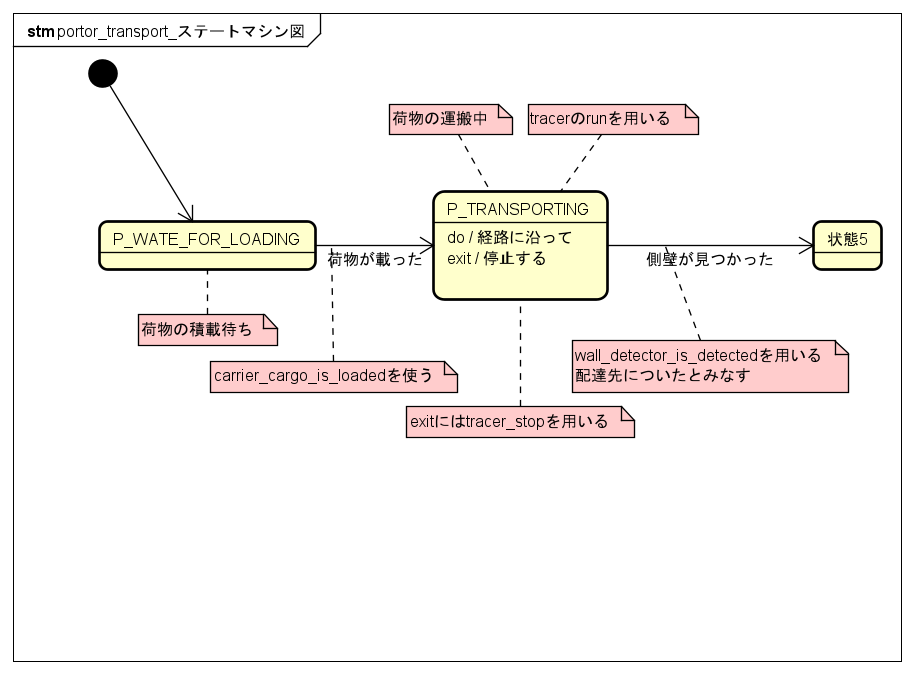 stm portor_transport_ステートマシン図
荷物の運搬中
tracerのrunを用いる
P_WATE_FOR_LOADING
P_TRANSPORTING
do / 経路に沿って
exit / 停止する
状態5
荷物が載った
側壁が見つかった
荷物の積載待ち
carrier_cargo_is_loadedを使う
wall_detector_is_detectedを用いる
配達先についたとみなす
exitにはtracer_stopを用いる